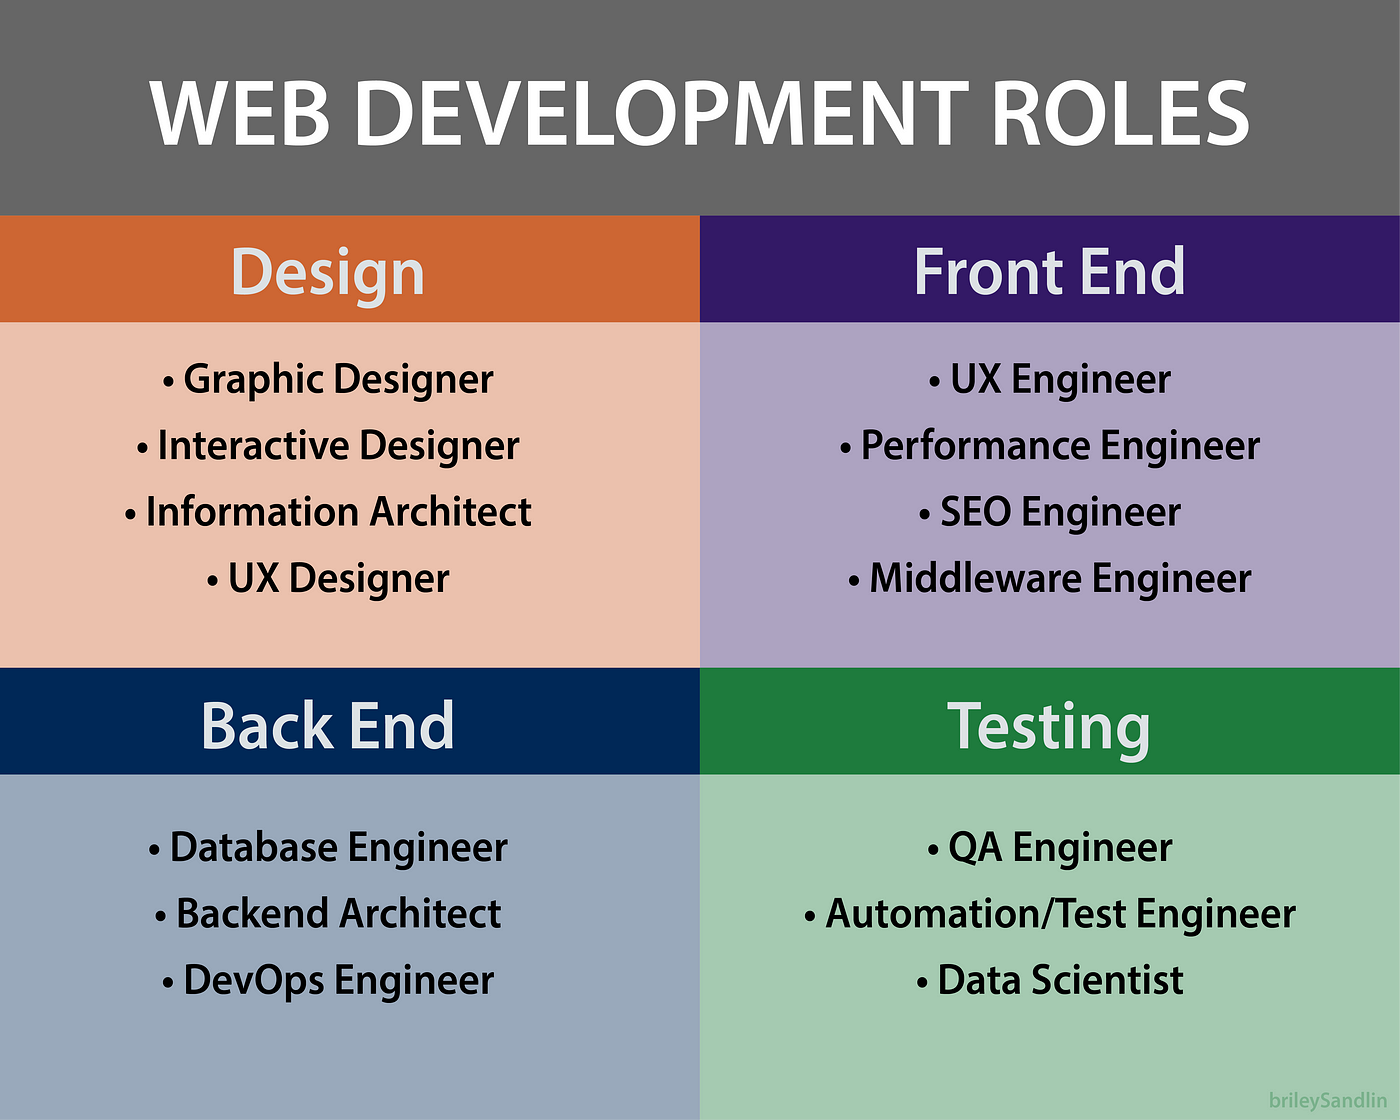 WEB DEVELOPMENT ROLES
Design
• Graphic Designer
• Interactive Designer
• Information Architect
• UX Designer
Front End
• UX Engineer
• Performance Engineer
• SEO Engineer
• Middleware Engineer
Back End
• Database Engineer
• Backend Architect
• DevOps Engineer
Testing
• QA Engineer
• Automation/Test Engineer
• Data Scientist
brileySandlin